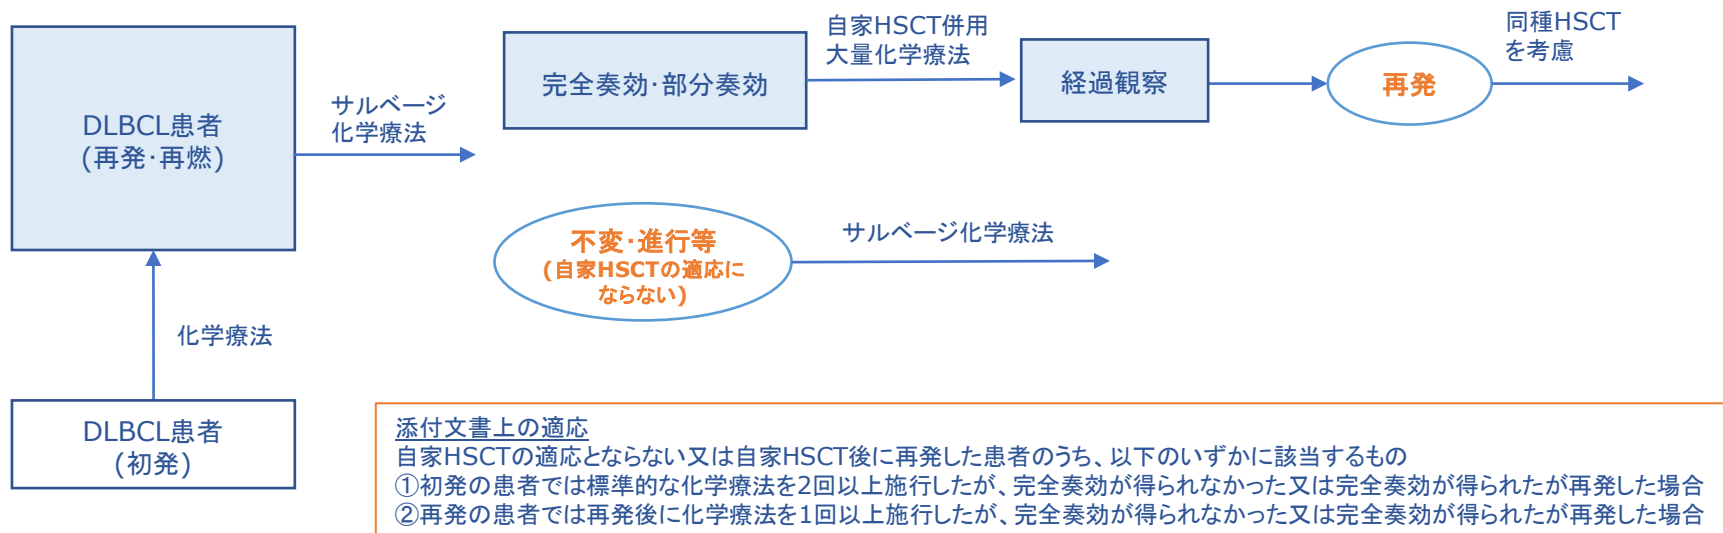 自家HSCT併用
大量化学療法
同種HSCT
を考慮
完全奏効・部分奏効
経過観察
再発
サルベージ
化学療法
DLBCL患者
(再発・再燃)
不変・進行等
(自家HSCTの適応に
ならない)
サルベージ化学療法
化学療法
DLBCL患者
(初発)
添付文書上の適応
自家HSCTの適応とならない又は自家HSCT後に再発した患者のうち、以下のいずかに該当するもの
①初発の患者では標準的な化学療法を2回以上施行したが、完全奏効が得られなかった又は完全奏効が得られたが再発した場合
②再発の患者では再発後に化学療法を1回以上施行したが、完全奏効が得られなかった又は完全奏効が得られたが再発した場合